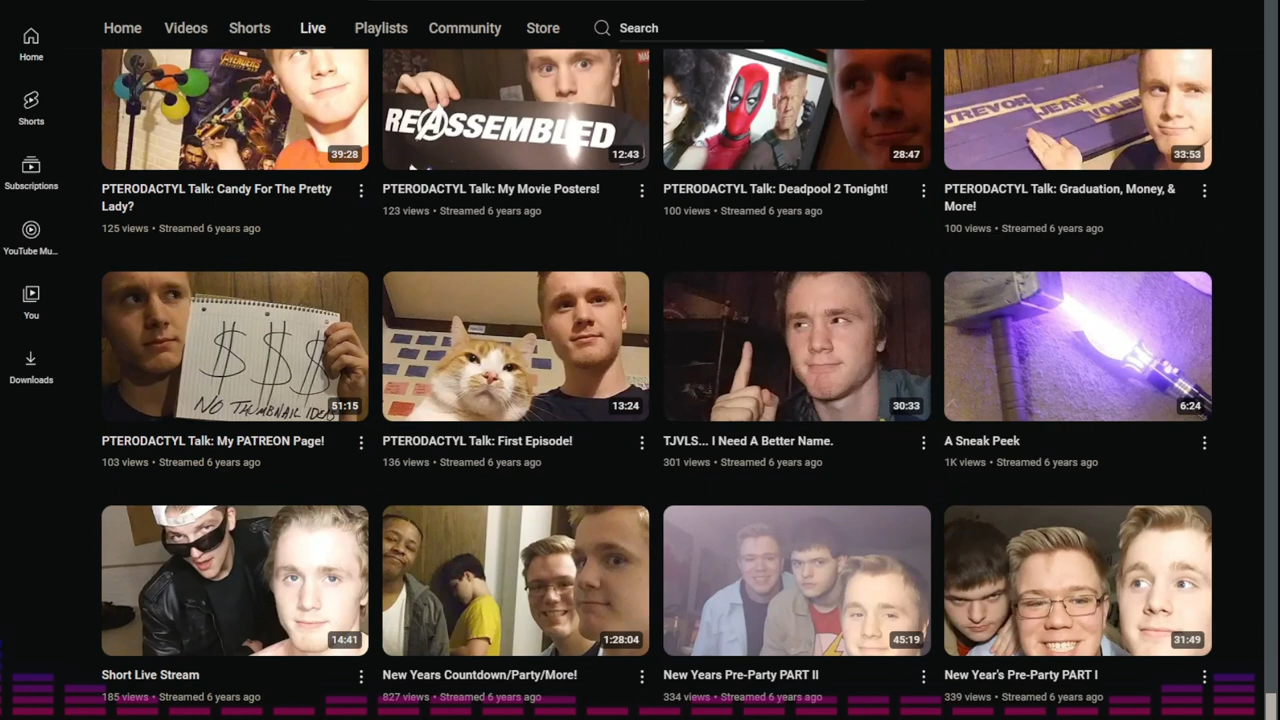 Home
Videos
Shorts
Live
Playlists
Community
Store
Search
Home
Shorts
Subscriptions
YouTube Mu...
You
Downloads
AVENGERS
39:28
REASSEMBLED
12:43
28:47
TREVOR JEAN
33:53
PTERODACTYL Talk: Candy For The Pretty
Lady?
125 views • Streamed 6 years ago
PTERODACTYL Talk: My Movie Posters!
123 views • Streamed 6 years ago
PTERODACTYL Talk: Deadpool 2 Tonight!
100 views • Streamed 6 years ago
PTERODACTYL Talk: Graduation, Money, &
More!
100 views • Streamed 6 years ago
$ $ $
NO THUMBNAIL
51:15
13:24
30:33
6:24
PTERODACTYL Talk: My PATREON Page!
103 views • Streamed 6 years ago
PTERODACTYL Talk: First Episode!
136 views • Streamed 6 years ago
TJVLS... I Need A Better Name.
301 views • Streamed 6 years ago
A Sneak Peek
1K views • Streamed 6 years ago
14:41
1:28:04
45:19
31:49
Short Live Stream
185 views • Streamed 6 years ago
New Years Countdown/Party/More!
827 views • Streamed 6 years ago
New Years Pre-Party PART II
334 views • Streamed 6 years ago
New Year's Pre-Party PART I
339 views • Streamed 6 years ago